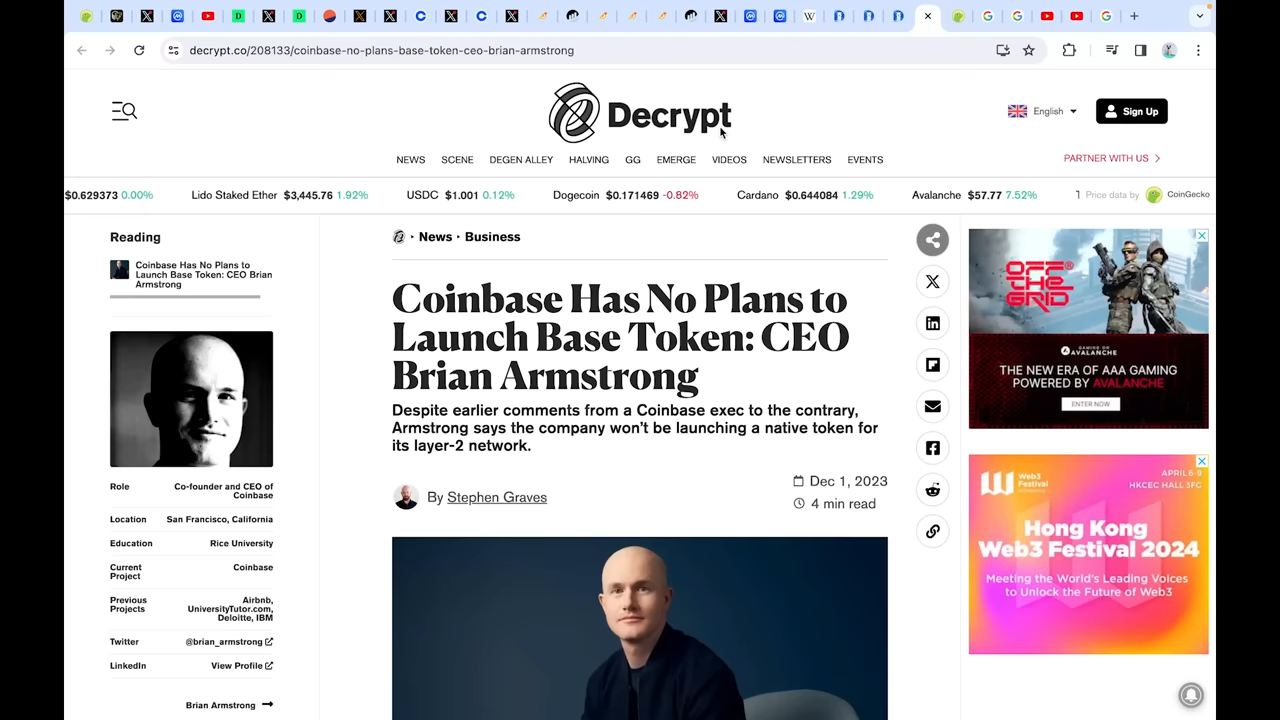 decrypt.co/208133/coinbase-no-plans-base-token-ceo-brian-armstrong
Decrypt
English
Sign Up
NEWS SCENE DEGEN ALLEY HALVING GG EMERGE VIDEOS NEWSLETTERS EVENTS
PARTNER WITH US
$0.629373 0.00% Lido Staked Ether $3,445.76 1.92% USDC $1.001 0.12% Dogecoin $0.171469 -0.82% Cardano $0.644084 1.29% Avalanche $57.77 7.52% 1 Price data by CoinGecko
Reading
Coinbase Has No Plans to
Launch Base Token: CEO Brian
Armstrong
Role Co-founder and CEO of
Coinbase
Location San Francisco, California
Education Rice University
Current Coinbase
Project
Previous Airbnb,
Projects UniversityTutor.com,
Deloitte, IBM
Twitter @brian_armstrong
LinkedIn View Profile
Brian Armstrong
· News · Business
Coinbase Has No Plans to
Launch Base Token: CEO
Brian Armstrong
Despite earlier comments from a Coinbase exec to the contrary,
Armstrong says the company won't be launching a native token for
its layer-2 network.
By Stephen Graves
Dec 1, 2023
4 min read
OFF
THE
GRID
GAMING ON
AVALANCHE
THE NEW ERA OF AAA GAMING
POWERED BY AVALANCHE
ENTER NOW
Web3
Festival
APRIL 6-9
HKCEC HALL 3FG
Hong Kong
Web3 Festival 2024
Meeting the World's Leading Voices
to Unlock the Future of Web3